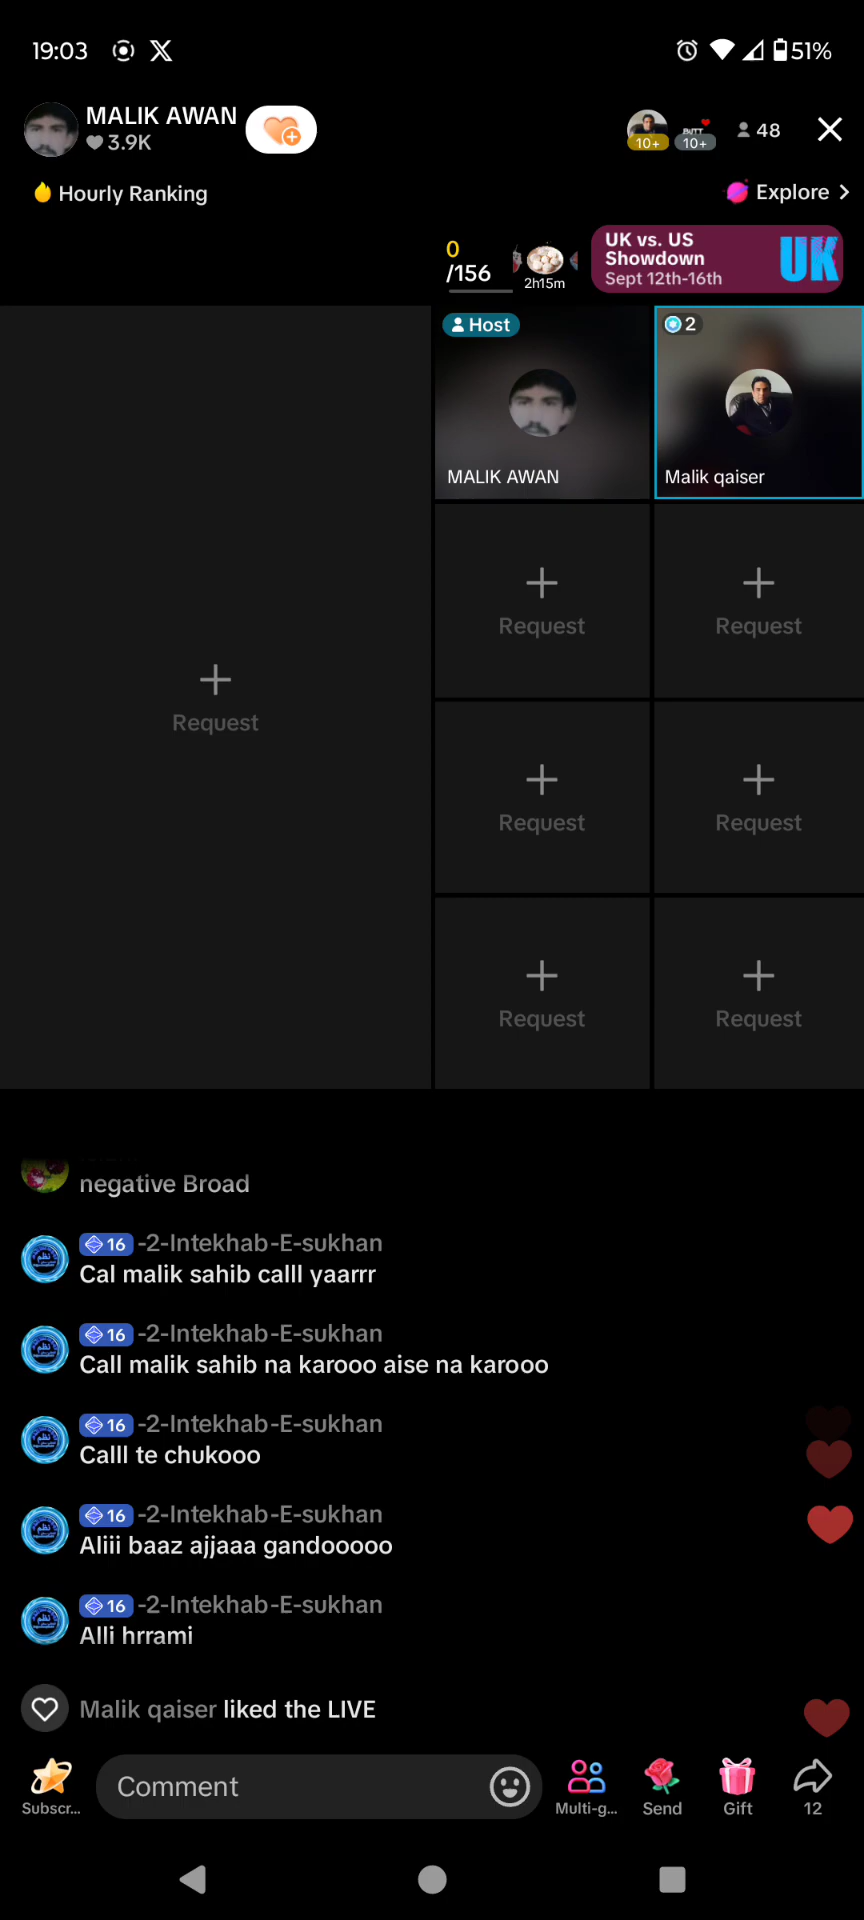 19:03
51%
MALIK AWAN
3.9K
10+
BUTT
10+
48
Hourly Ranking
Explore
0
/156
2h15m
UK vs. US
Showdown
Sept 12th-16th
UK
Host
2
MALIK AWAN
Malik qaiser
Request
Request
Request
Request
Request
Request
Request
negative Broad
16 -2-Intekhab-E-sukhan
Cal malik sahib calll yaarrr
16 -2-Intekhab-E-sukhan
Call malik sahib na karooo aise na karooo
16 -2-Intekhab-E-sukhan
Calll te chukooo
16 -2-Intekhab-E-sukhan
Aliii baaz ajjaaa gandooooo
16 -2-Intekhab-E-sukhan
Alli hrrami
Malik qaiser liked the LIVE
Subscr...
Comment
Multi-g...
Send
Gift
12